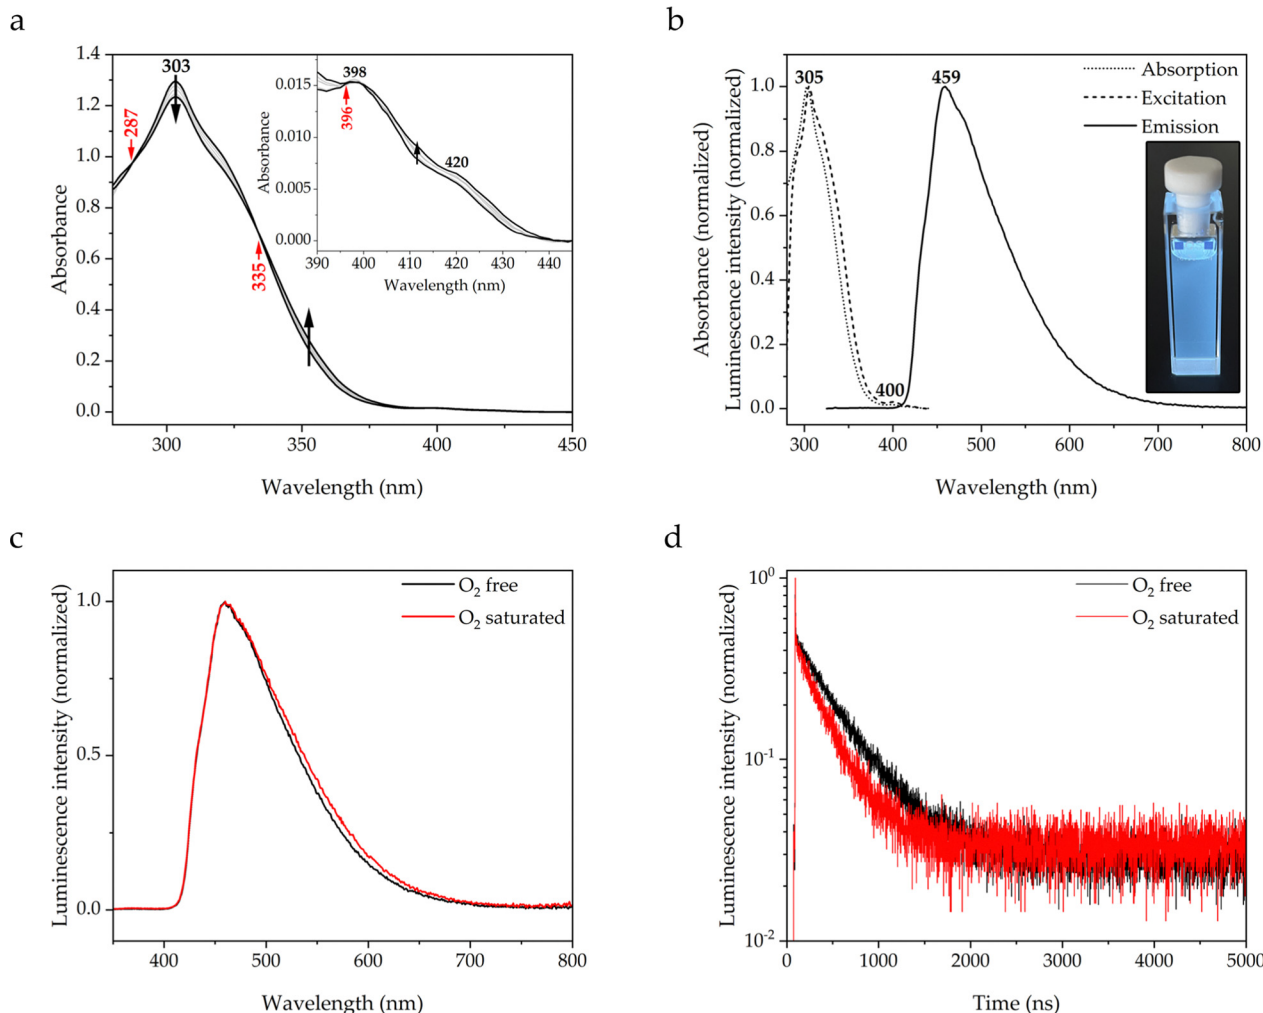 a
303
287
335
1.4
1.2
1.0
0.8
0.6
0.4
0.2
0.0
300
350
400
450
Absorbance
Wavelength (nm)
398
396
420
0.015
0.010
0.005
0.000
390
400
410
420
430
440
Absorbance
Wavelength (nm)
b
305
459
400
Absorption
Excitation
Emission
1.0
0.8
0.6
0.4
0.2
0.0
300
400
500
600
700
800
Absorbance (normalized)
Luminescence intensity (normalized)
Wavelength (nm)
c
O₂ free
O₂ saturated
1.0
0.5
0.0
400
500
600
700
800
Luminescence intensity (normalized)
Wavelength (nm)
d
O₂ free
O₂ saturated
10⁰
10⁻¹
10⁻²
0
1000
2000
3000
4000
5000
Luminescence intensity (normalized)
Time (ns)